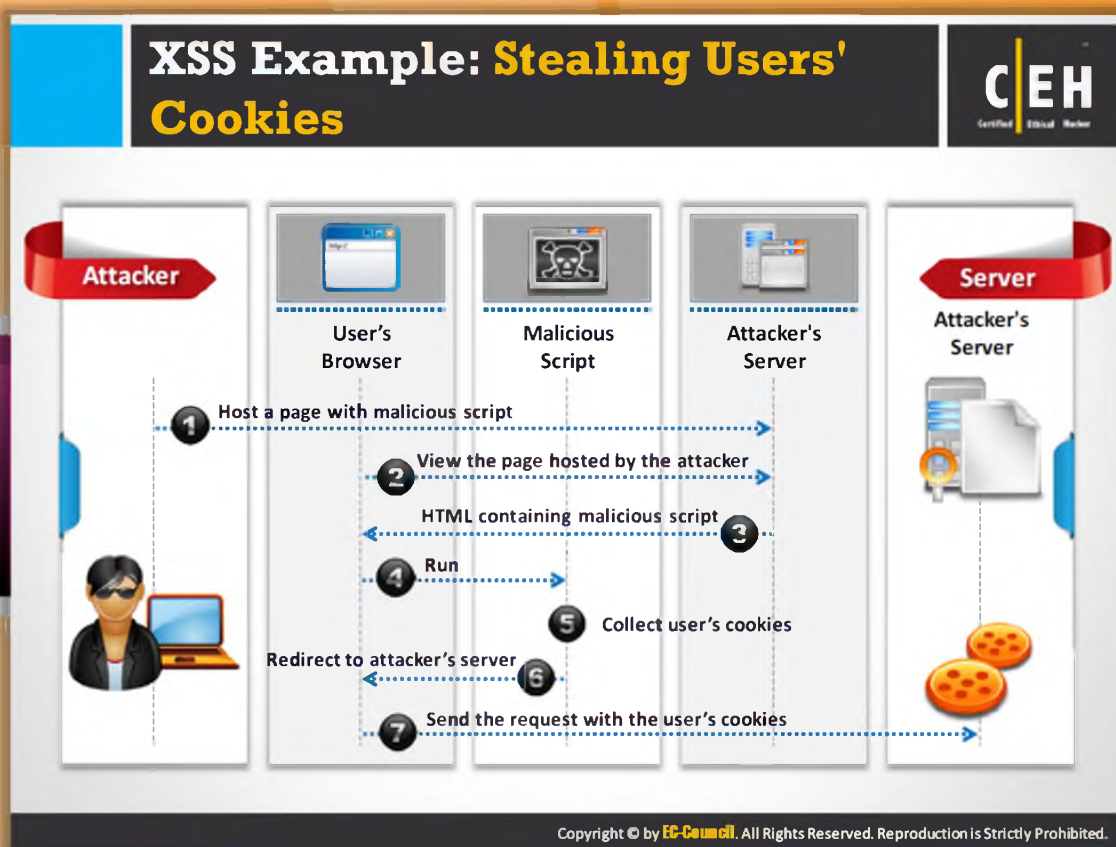 XSS Example: Stealing Users'
Cookies
C|EH
Certified Ethical Hacker
Attacker
Server
http://
User's
Browser
Malicious
Script
Attacker's
Server
Attacker's
Server
1 Host a page with malicious script
2 View the page hosted by the attacker
HTML containing malicious script 3
4 Run
5 Collect user's cookies
Redirect to attacker's server 6
7 Send the request with the user's cookies
Copyright © by EC-Council. All Rights Reserved. Reproduction is Strictly Prohibited.